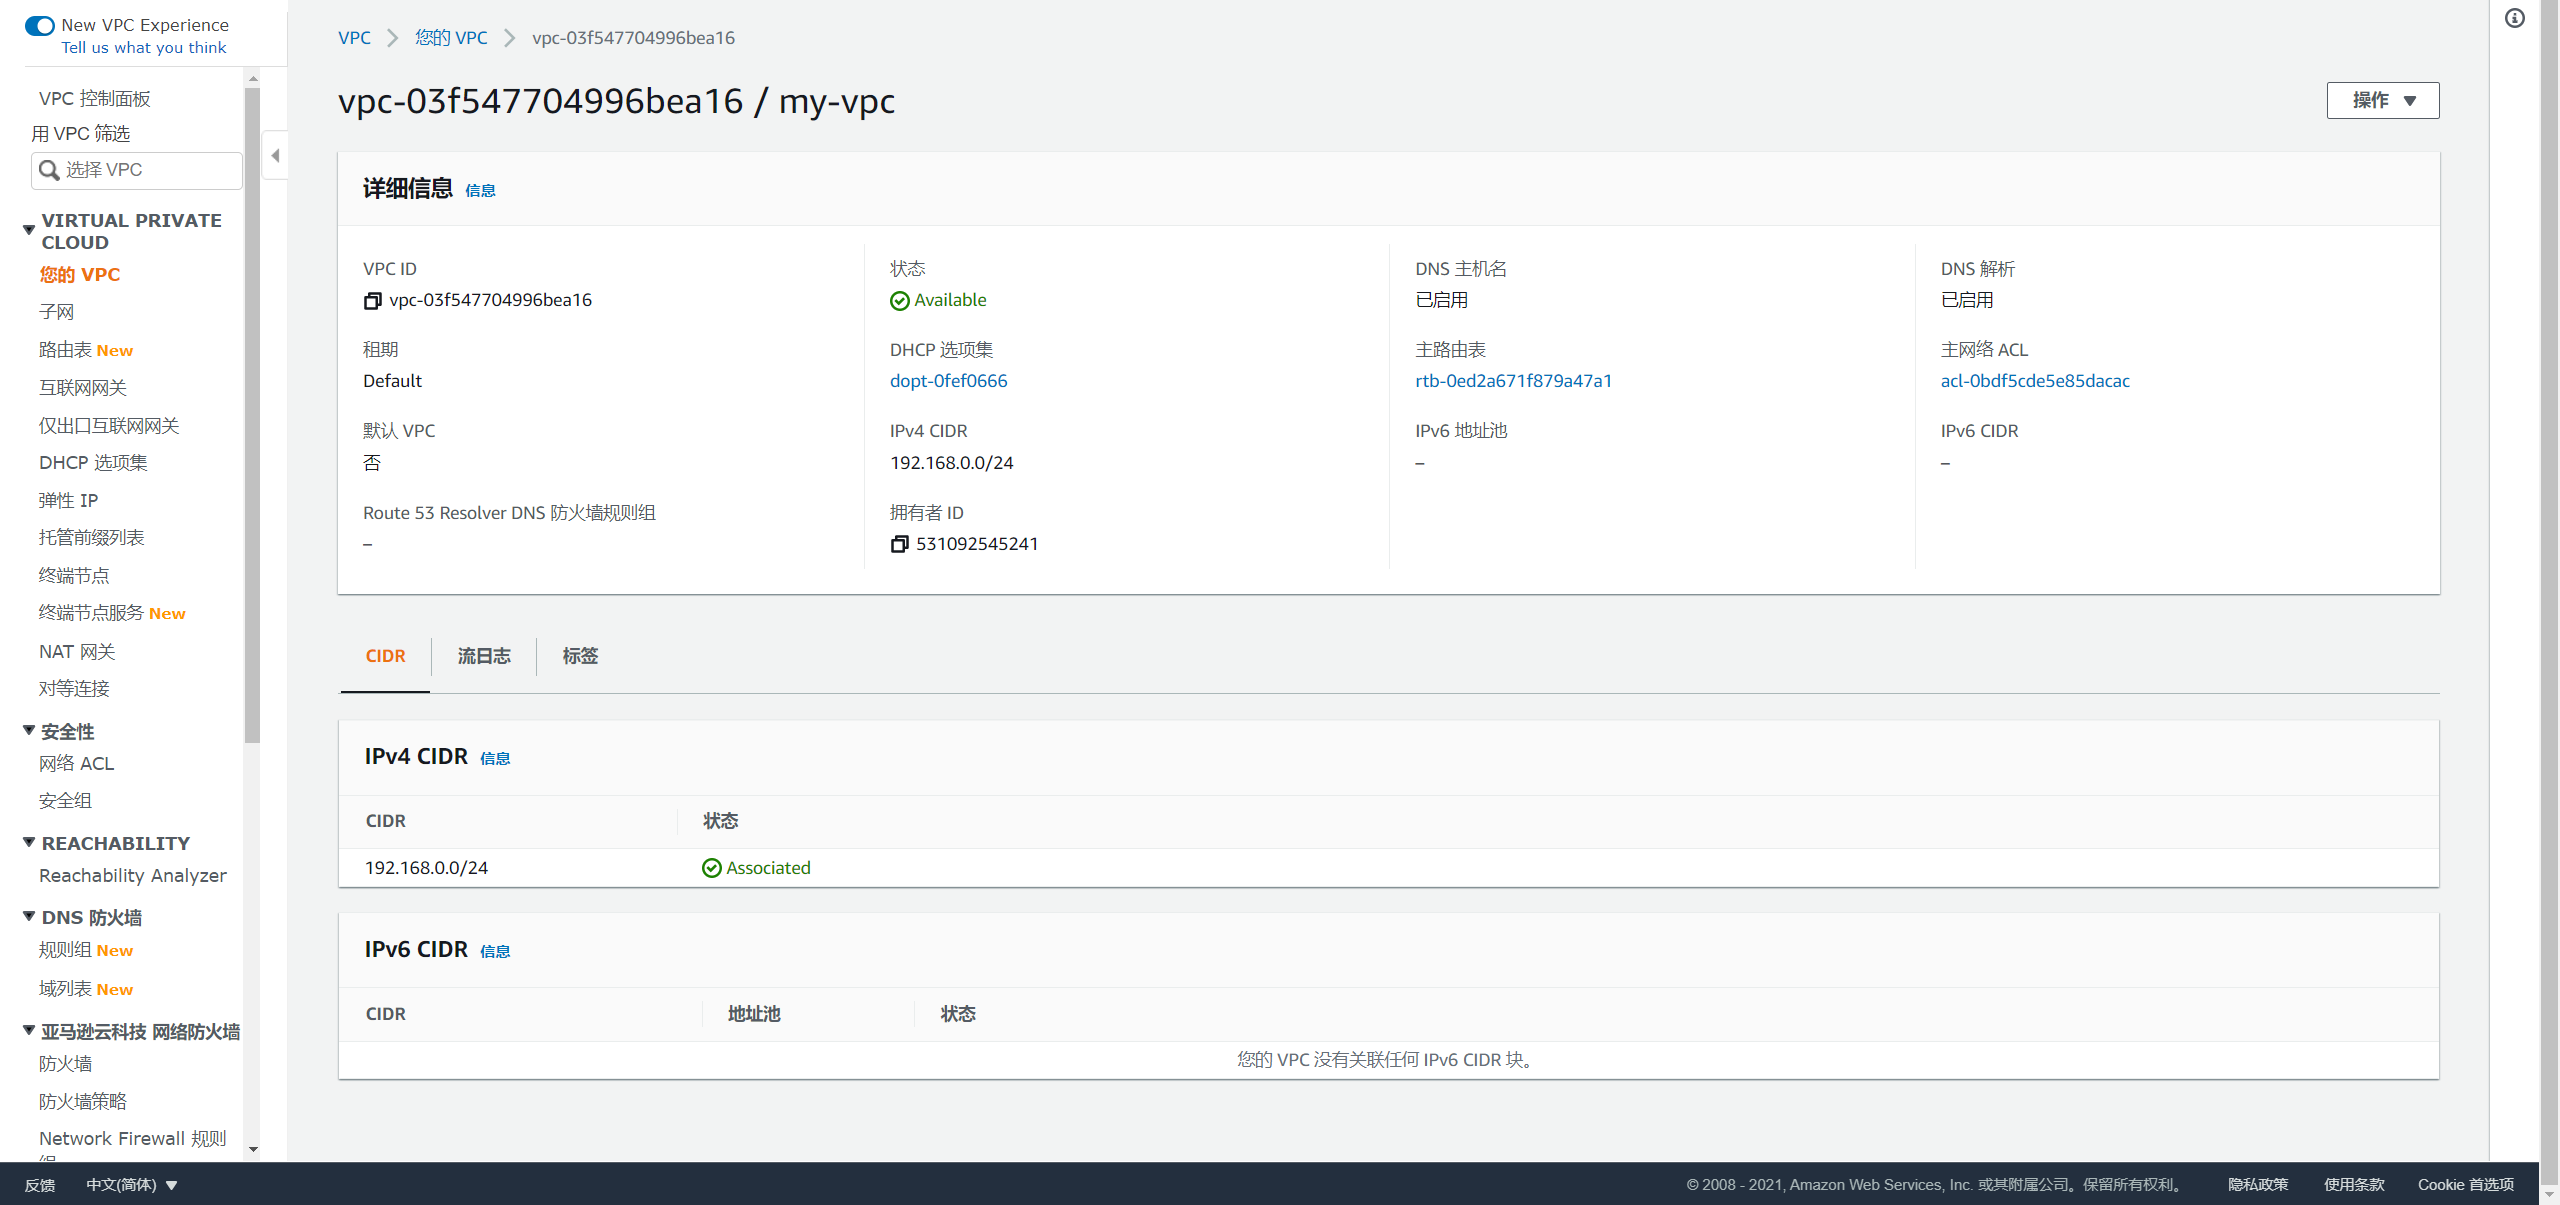 New VPC Experience
Tell us what you think
VPC 控制面板
用 VPC 筛选
选择 VPC
VIRTUAL PRIVATE
CLOUD
您的 VPC
子网
路由表 New
互联网网关
仅出口互联网网关
DHCP 选项集
弹性 IP
托管前缀列表
终端节点
终端节点服务 New
NAT 网关
对等连接
安全性
网络 ACL
安全组
REACHABILITY
Reachability Analyzer
DNS 防火墙
规则组 New
域列表 New
亚马逊云科技 网络防火墙
防火墙
防火墙策略
Network Firewall 规则
组
VPC > 您的 VPC > vpc-03f547704996bea16
vpc-03f547704996bea16 / my-vpc
操作
详细信息 信息
VPC ID
vpc-03f547704996bea16
状态
Available
DNS 主机名
已启用
DNS 解析
已启用
租期
Default
DHCP 选项集
dopt-0fef0666
主路由表
rtb-0ed2a671f879a47a1
主网络 ACL
acl-0bdf5cde5e85dacac
默认 VPC
否
IPv4 CIDR
192.168.0.0/24
IPv6 地址池
–
IPv6 CIDR
–
Route 53 Resolver DNS 防火墙规则组
–
拥有者 ID
531092545241
CIDR 流日志 标签
IPv4 CIDR 信息
CIDR 状态
192.168.0.0/24 Associated
IPv6 CIDR 信息
CIDR 地址池 状态
您的 VPC 没有关联任何 IPv6 CIDR 块。
反馈 中文(简体) © 2008 - 2021, Amazon Web Services, Inc. 或其附属公司。保留所有权利。 隐私政策 使用条款 Cookie 首选项